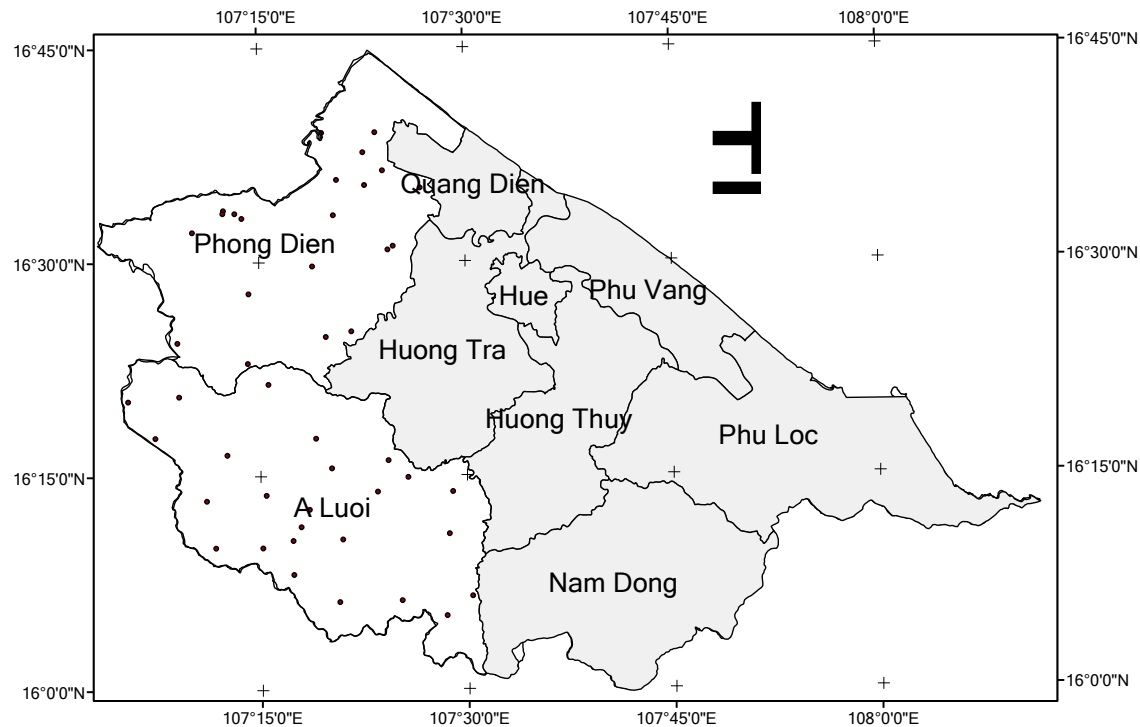 107°15'0"E 107°30'0"E 107°45'0"E 108°0'0"E
16°45'0"N 16°45'0"N
Quang Dien
Phong Dien
16°30'0"N 16°30'0"N
Hue Phu Vang
Huong Tra
Huong Thuy
Phu Loc
16°15'0"N 16°15'0"N
A Luoi
Nam Dong
16°0'0"N 16°0'0"N
107°15'0"E 107°30'0"E 107°45'0"E 108°0'0"E